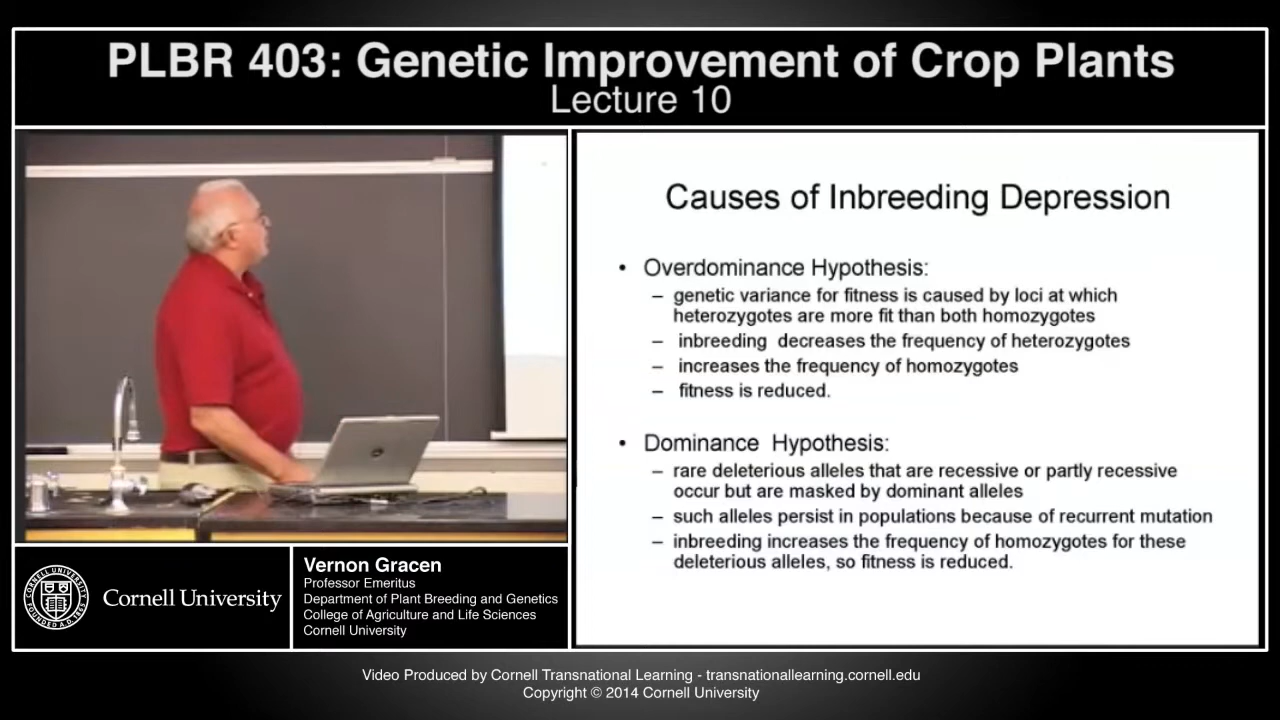 PLBR 403: Genetic Improvement of Crop Plants
Lecture 10
Causes of Inbreeding Depression
• Overdominance Hypothesis:
– genetic variance for fitness is caused by loci at which
heterozygotes are more fit than both homozygotes
– inbreeding decreases the frequency of heterozygotes
– increases the frequency of homozygotes
– fitness is reduced.
• Dominance Hypothesis:
– rare deleterious alleles that are recessive or partly recessive
occur but are masked by dominant alleles
– such alleles persist in populations because of recurrent mutation
– inbreeding increases the frequency of homozygotes for these
deleterious alleles, so fitness is reduced.
CORNELL UNIVERSITY
FOUNDED A.D. 1865
Cornell University
Vernon Gracen
Professor Emeritus
Department of Plant Breeding and Genetics
College of Agriculture and Life Sciences
Cornell University
Video Produced by Cornell Transnational Learning - transnationallearning.cornell.edu
Copyright © 2014 Cornell University